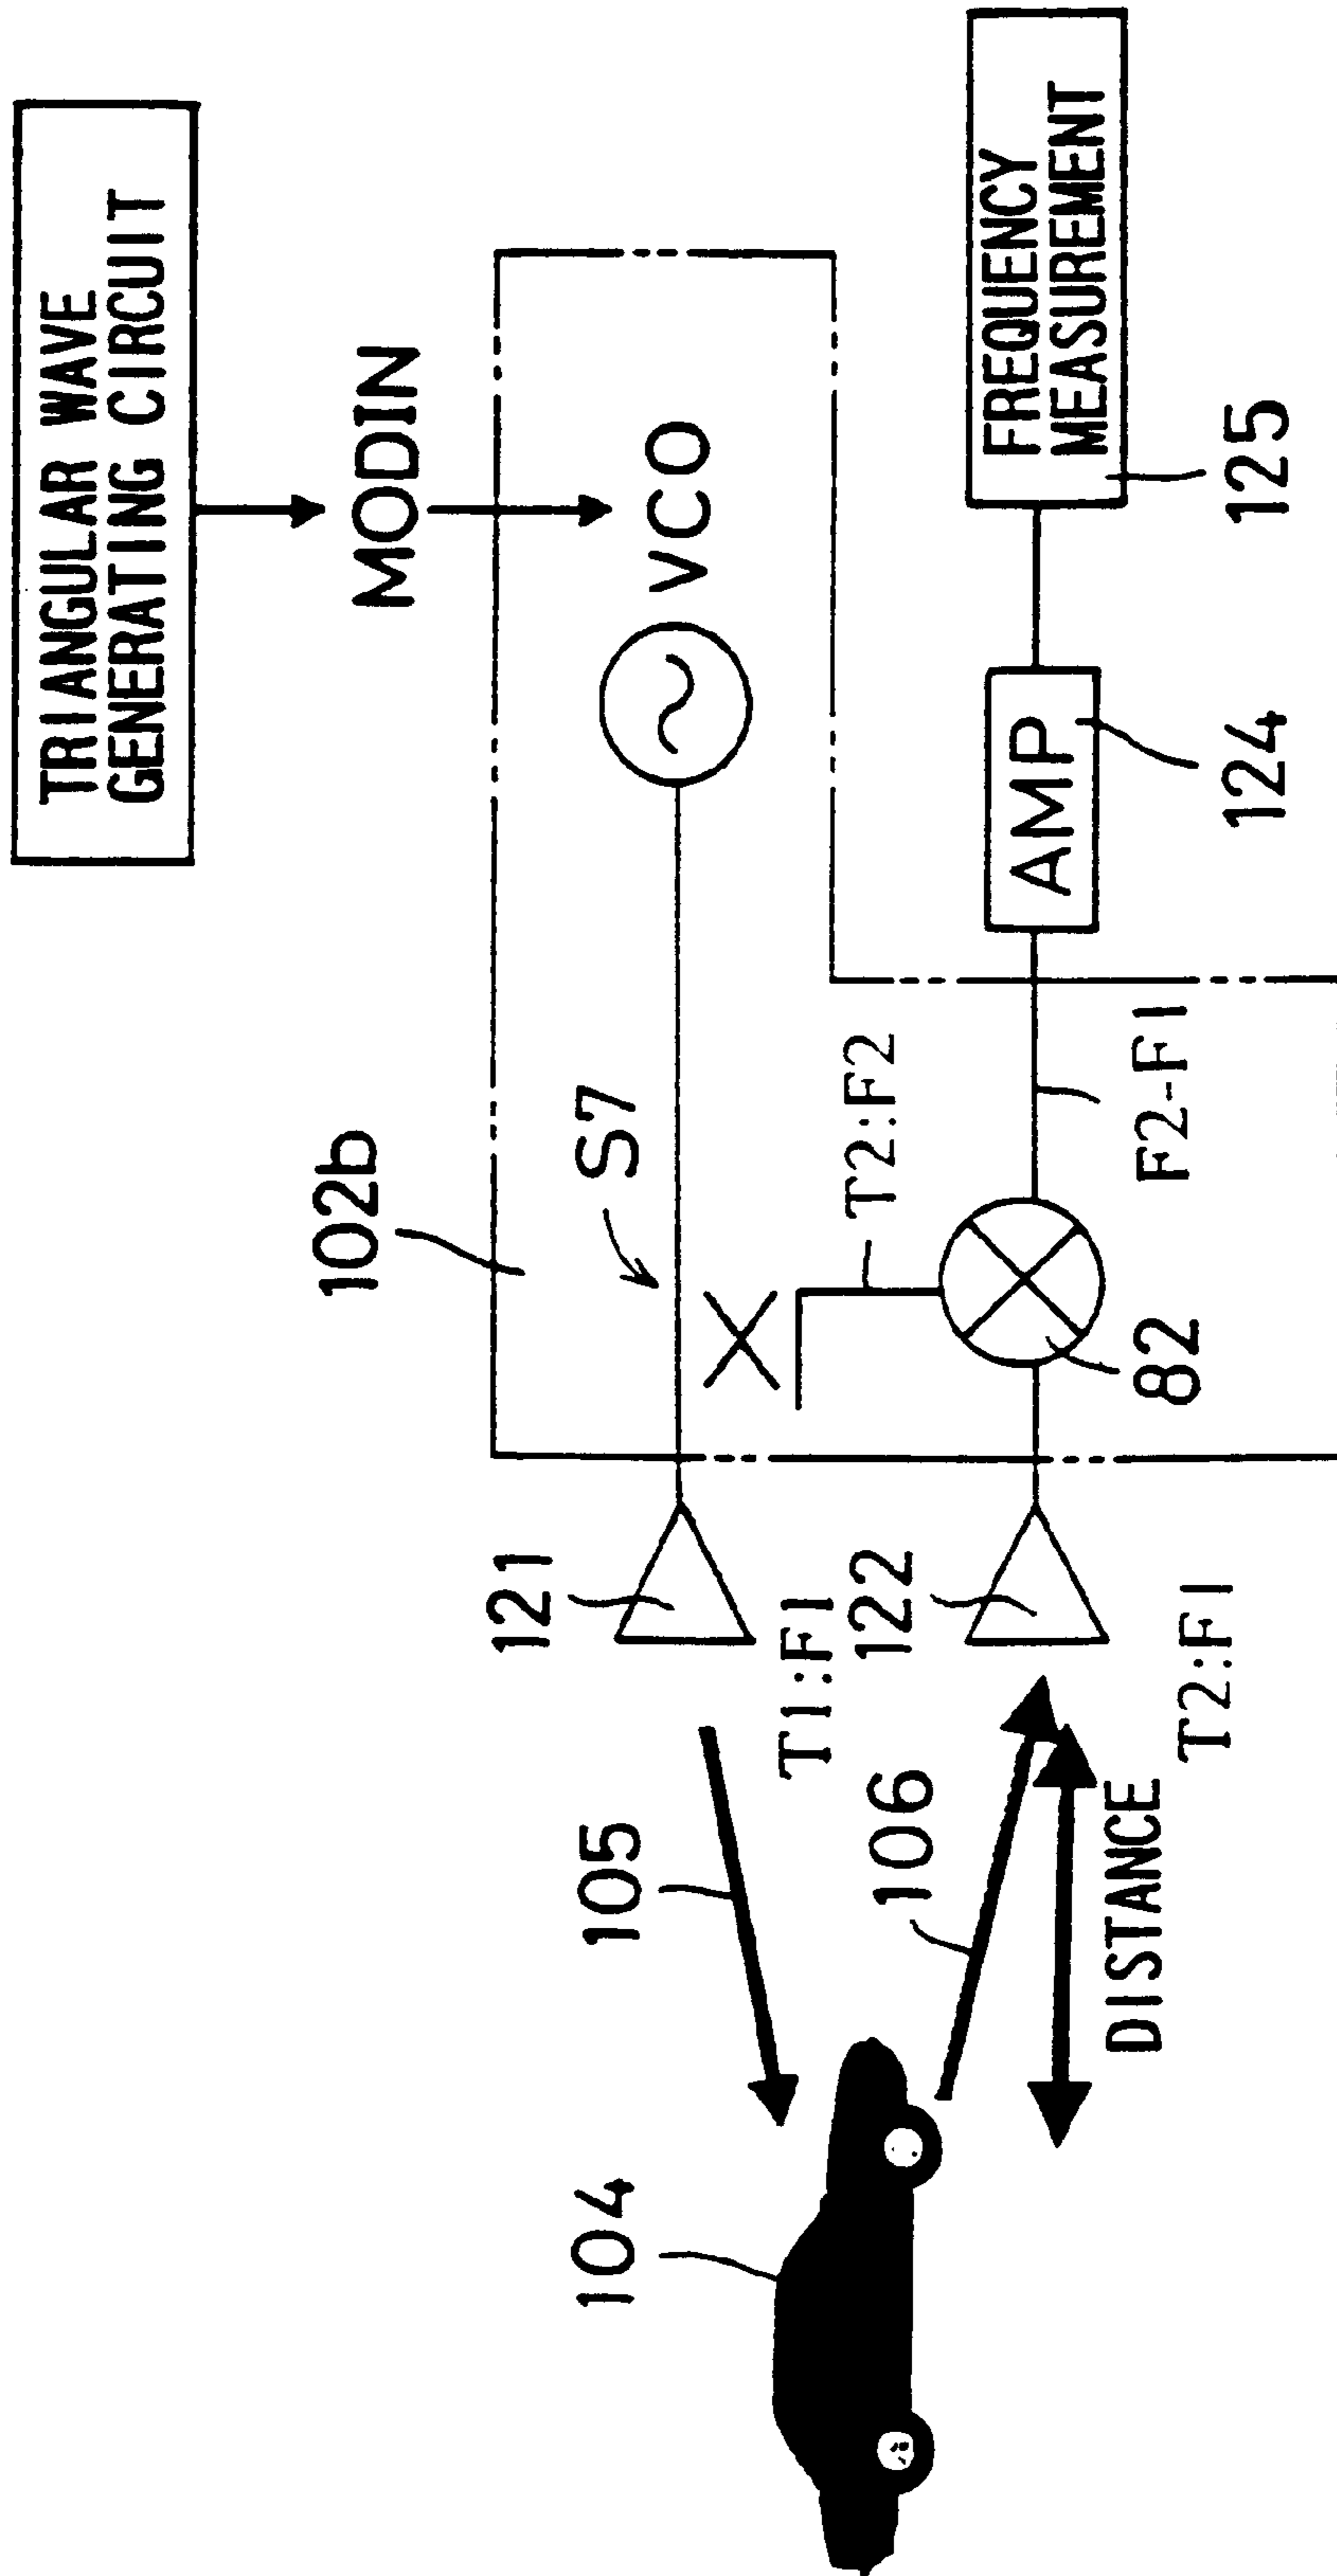 TRIANGULAR WAVE
GENERATING CIRCUIT
MODIN
VCO
102b
S7
T2:F2
FREQUENCY
MEASUREMENT
125
AMP
124
F2-F1
82
121
T1:F1
122
T2:F1
105
106
DISTANCE
104